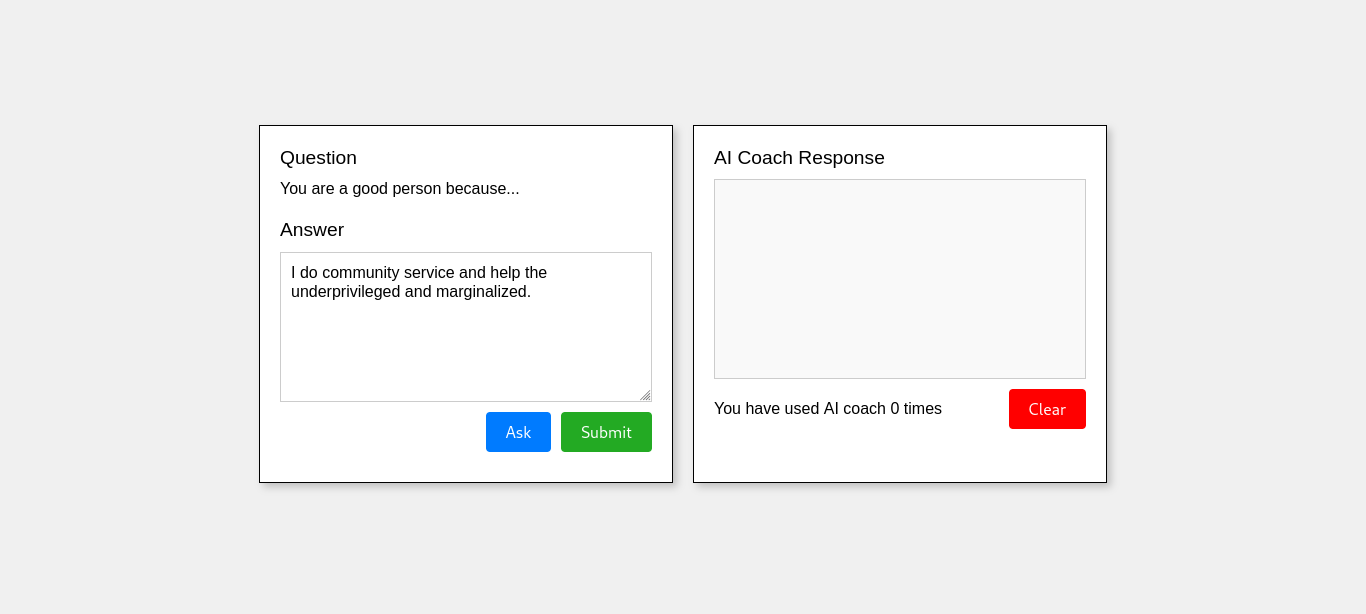 Question
You are a good person because...
Answer
I do community service and help the
underprivileged and marginalized.
Ask
Submit
AI Coach Response
You have used AI coach 0 times
Clear